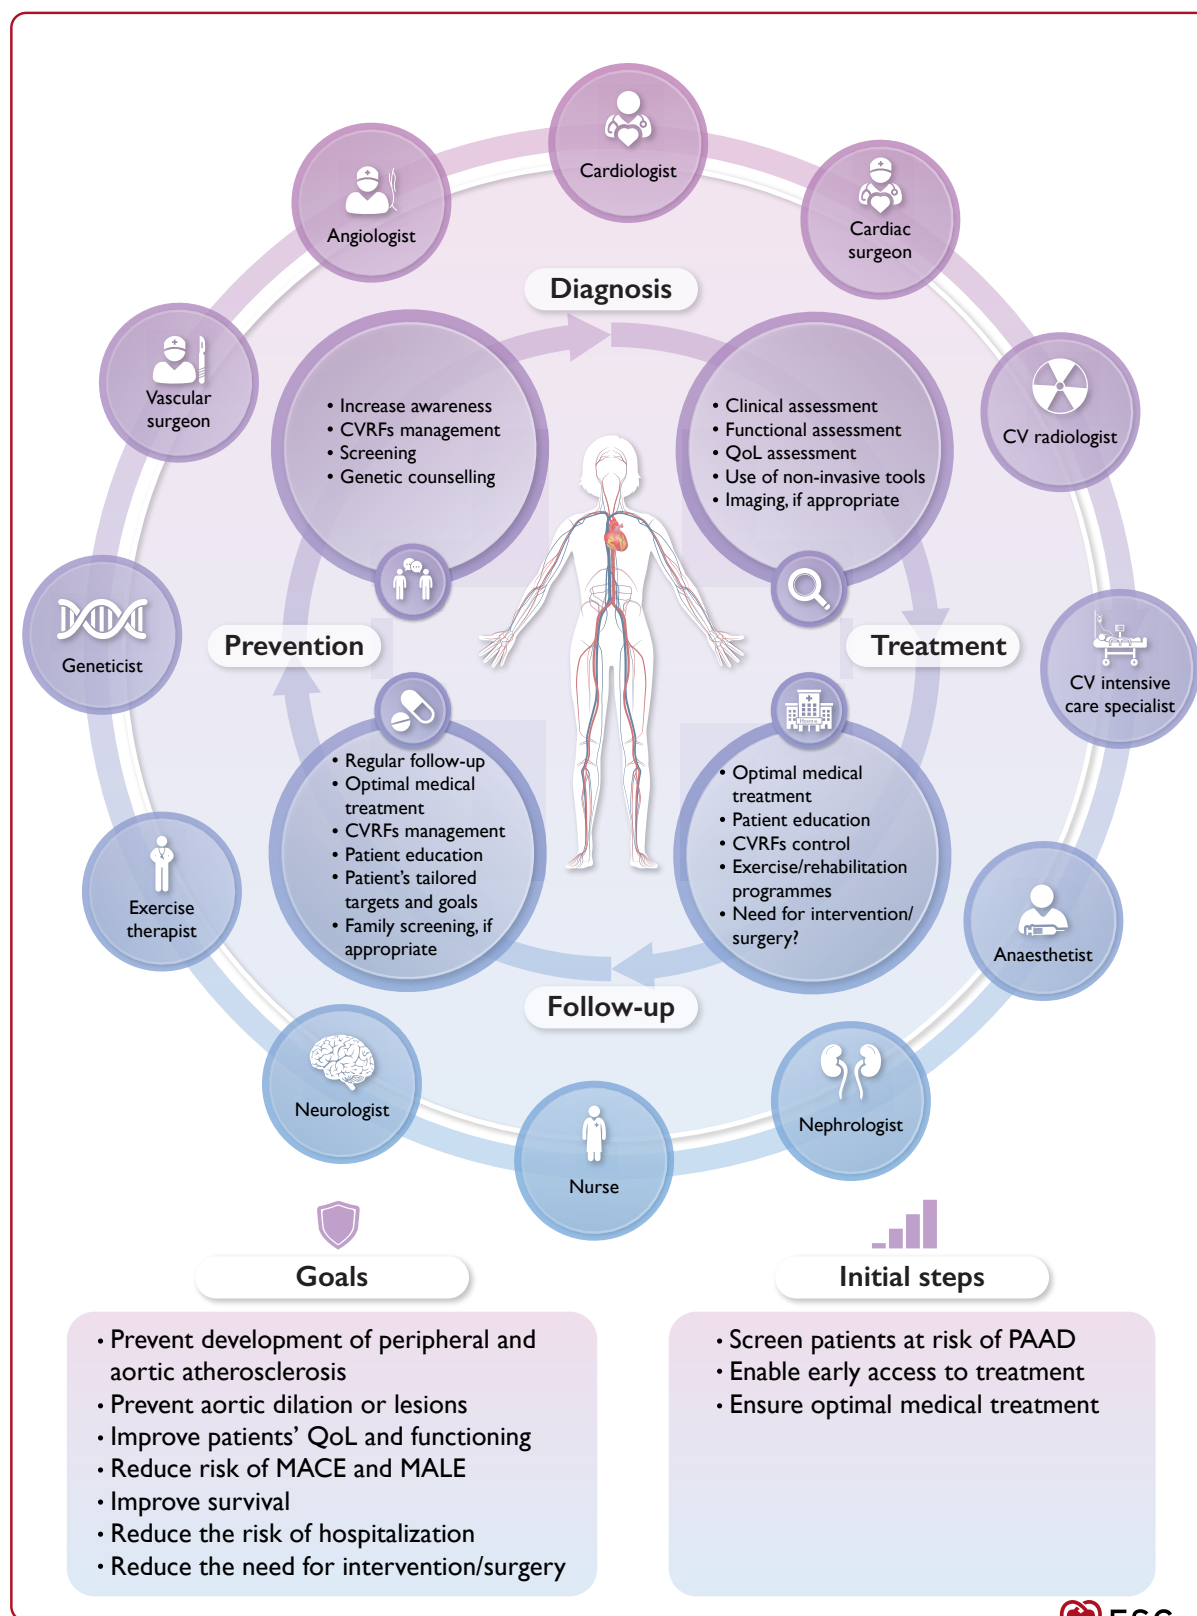 Cardiologist
Angiologist
Cardiac
surgeon
Diagnosis
Vascular
surgeon
• Increase awareness
• CVRFs management
• Screening
• Genetic counselling
• Clinical assessment
• Functional assessment
• QoL assessment
• Use of non-invasive tools
• Imaging, if appropriate
CV radiologist
Geneticist
Prevention
Treatment
CV intensive
care specialist
• Regular follow-up
• Optimal medical
treatment
• CVRFs management
• Patient education
• Patient's tailored
targets and goals
• Family screening, if
appropriate
• Optimal medical
treatment
• Patient education
• CVRFs control
• Exercise/rehabilitation
programmes
• Need for intervention/
surgery?
Exercise
therapist
Anaesthetist
Follow-up
Neurologist
Nephrologist
Nurse
Goals
• Prevent development of peripheral and
aortic atherosclerosis
• Prevent aortic dilation or lesions
• Improve patients' QoL and functioning
• Reduce risk of MACE and MALE
• Improve survival
• Reduce the risk of hospitalization
• Reduce the need for intervention/surgery
Initial steps
• Screen patients at risk of PAAD
• Enable early access to treatment
• Ensure optimal medical treatment
ESC